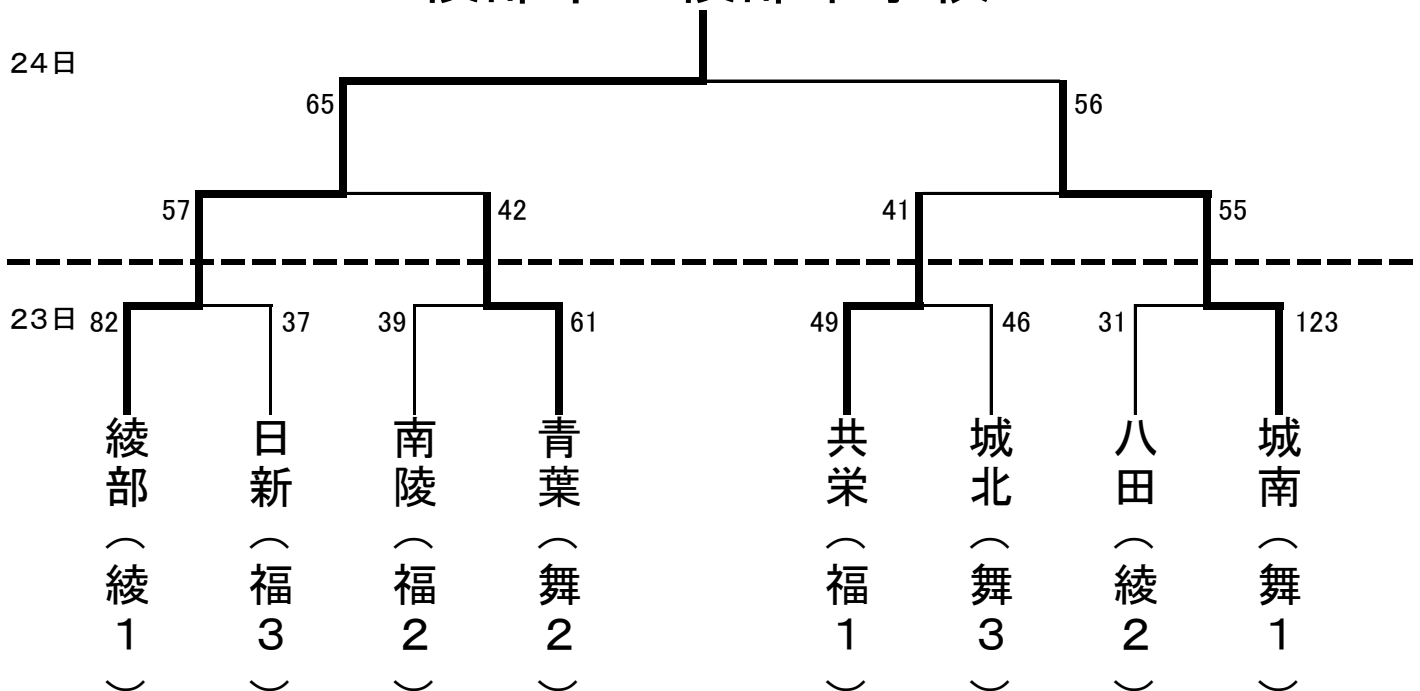 24日
65 56
57 42 41 55
23日 82 37 39 61 49 46 31 123
綾部（綾１）
日新（福３）
南陵（福２）
青葉（舞２）
共栄（福１）
城北（舞３）
八田（綾２）
城南（舞１）